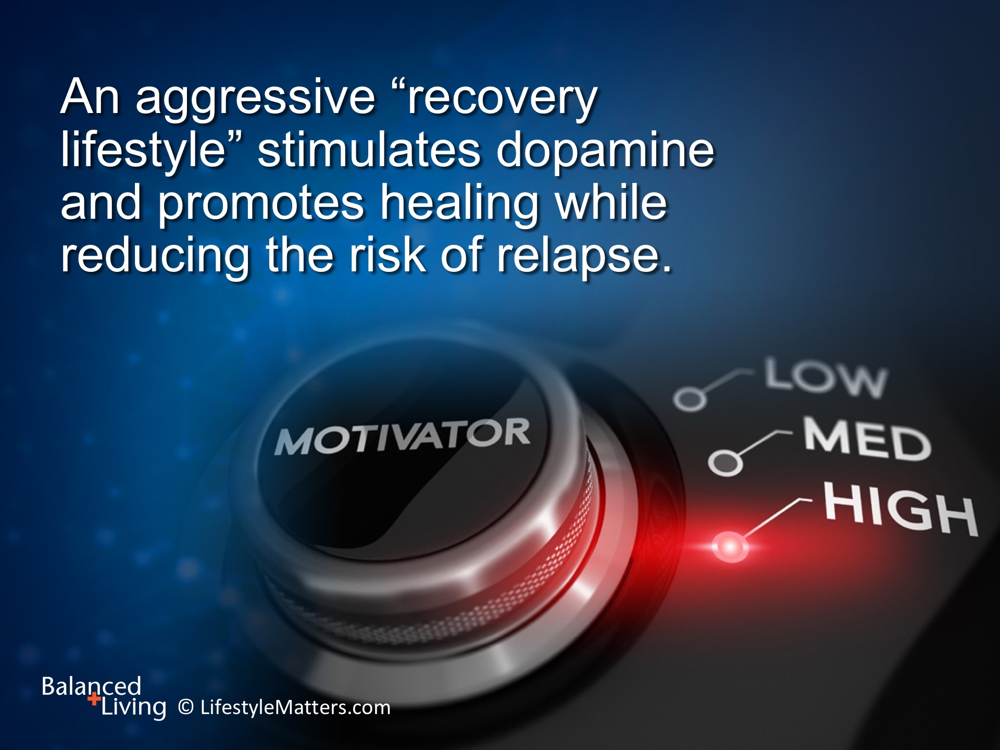 An aggressive “recovery
lifestyle” stimulates dopamine
and promotes healing while
reducing the risk of relapse.
MOTIVATOR
LOW
MED
HIGH
Balanced
Living © LifestyleMatters.com